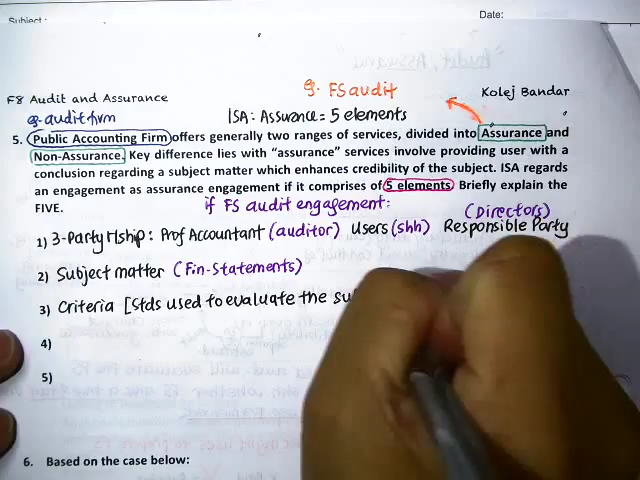 Subject :
Date:
F8 Audit and Assurance
eg. FS audit
Kolej Bandar
eg. audit firm
ISA: Assurance = 5 elements
5. Public Accounting Firm offers generally two ranges of services, divided into Assurance and
Non-Assurance. Key difference lies with “assurance” services involve providing user with a
conclusion regarding a subject matter which enhances credibility of the subject. ISA regards
an engagement as assurance engagement if it comprises of 5 elements Briefly explain the
FIVE.
if FS audit engagement:
(Directors)
1) 3-Party r/ship: Prof Accountant (auditor) Users (shh) Responsible Party
2) Subject matter (Fin-Statements)
3) Criteria [Stds used to evaluate the su
4)
5)
6. Based on the case below: